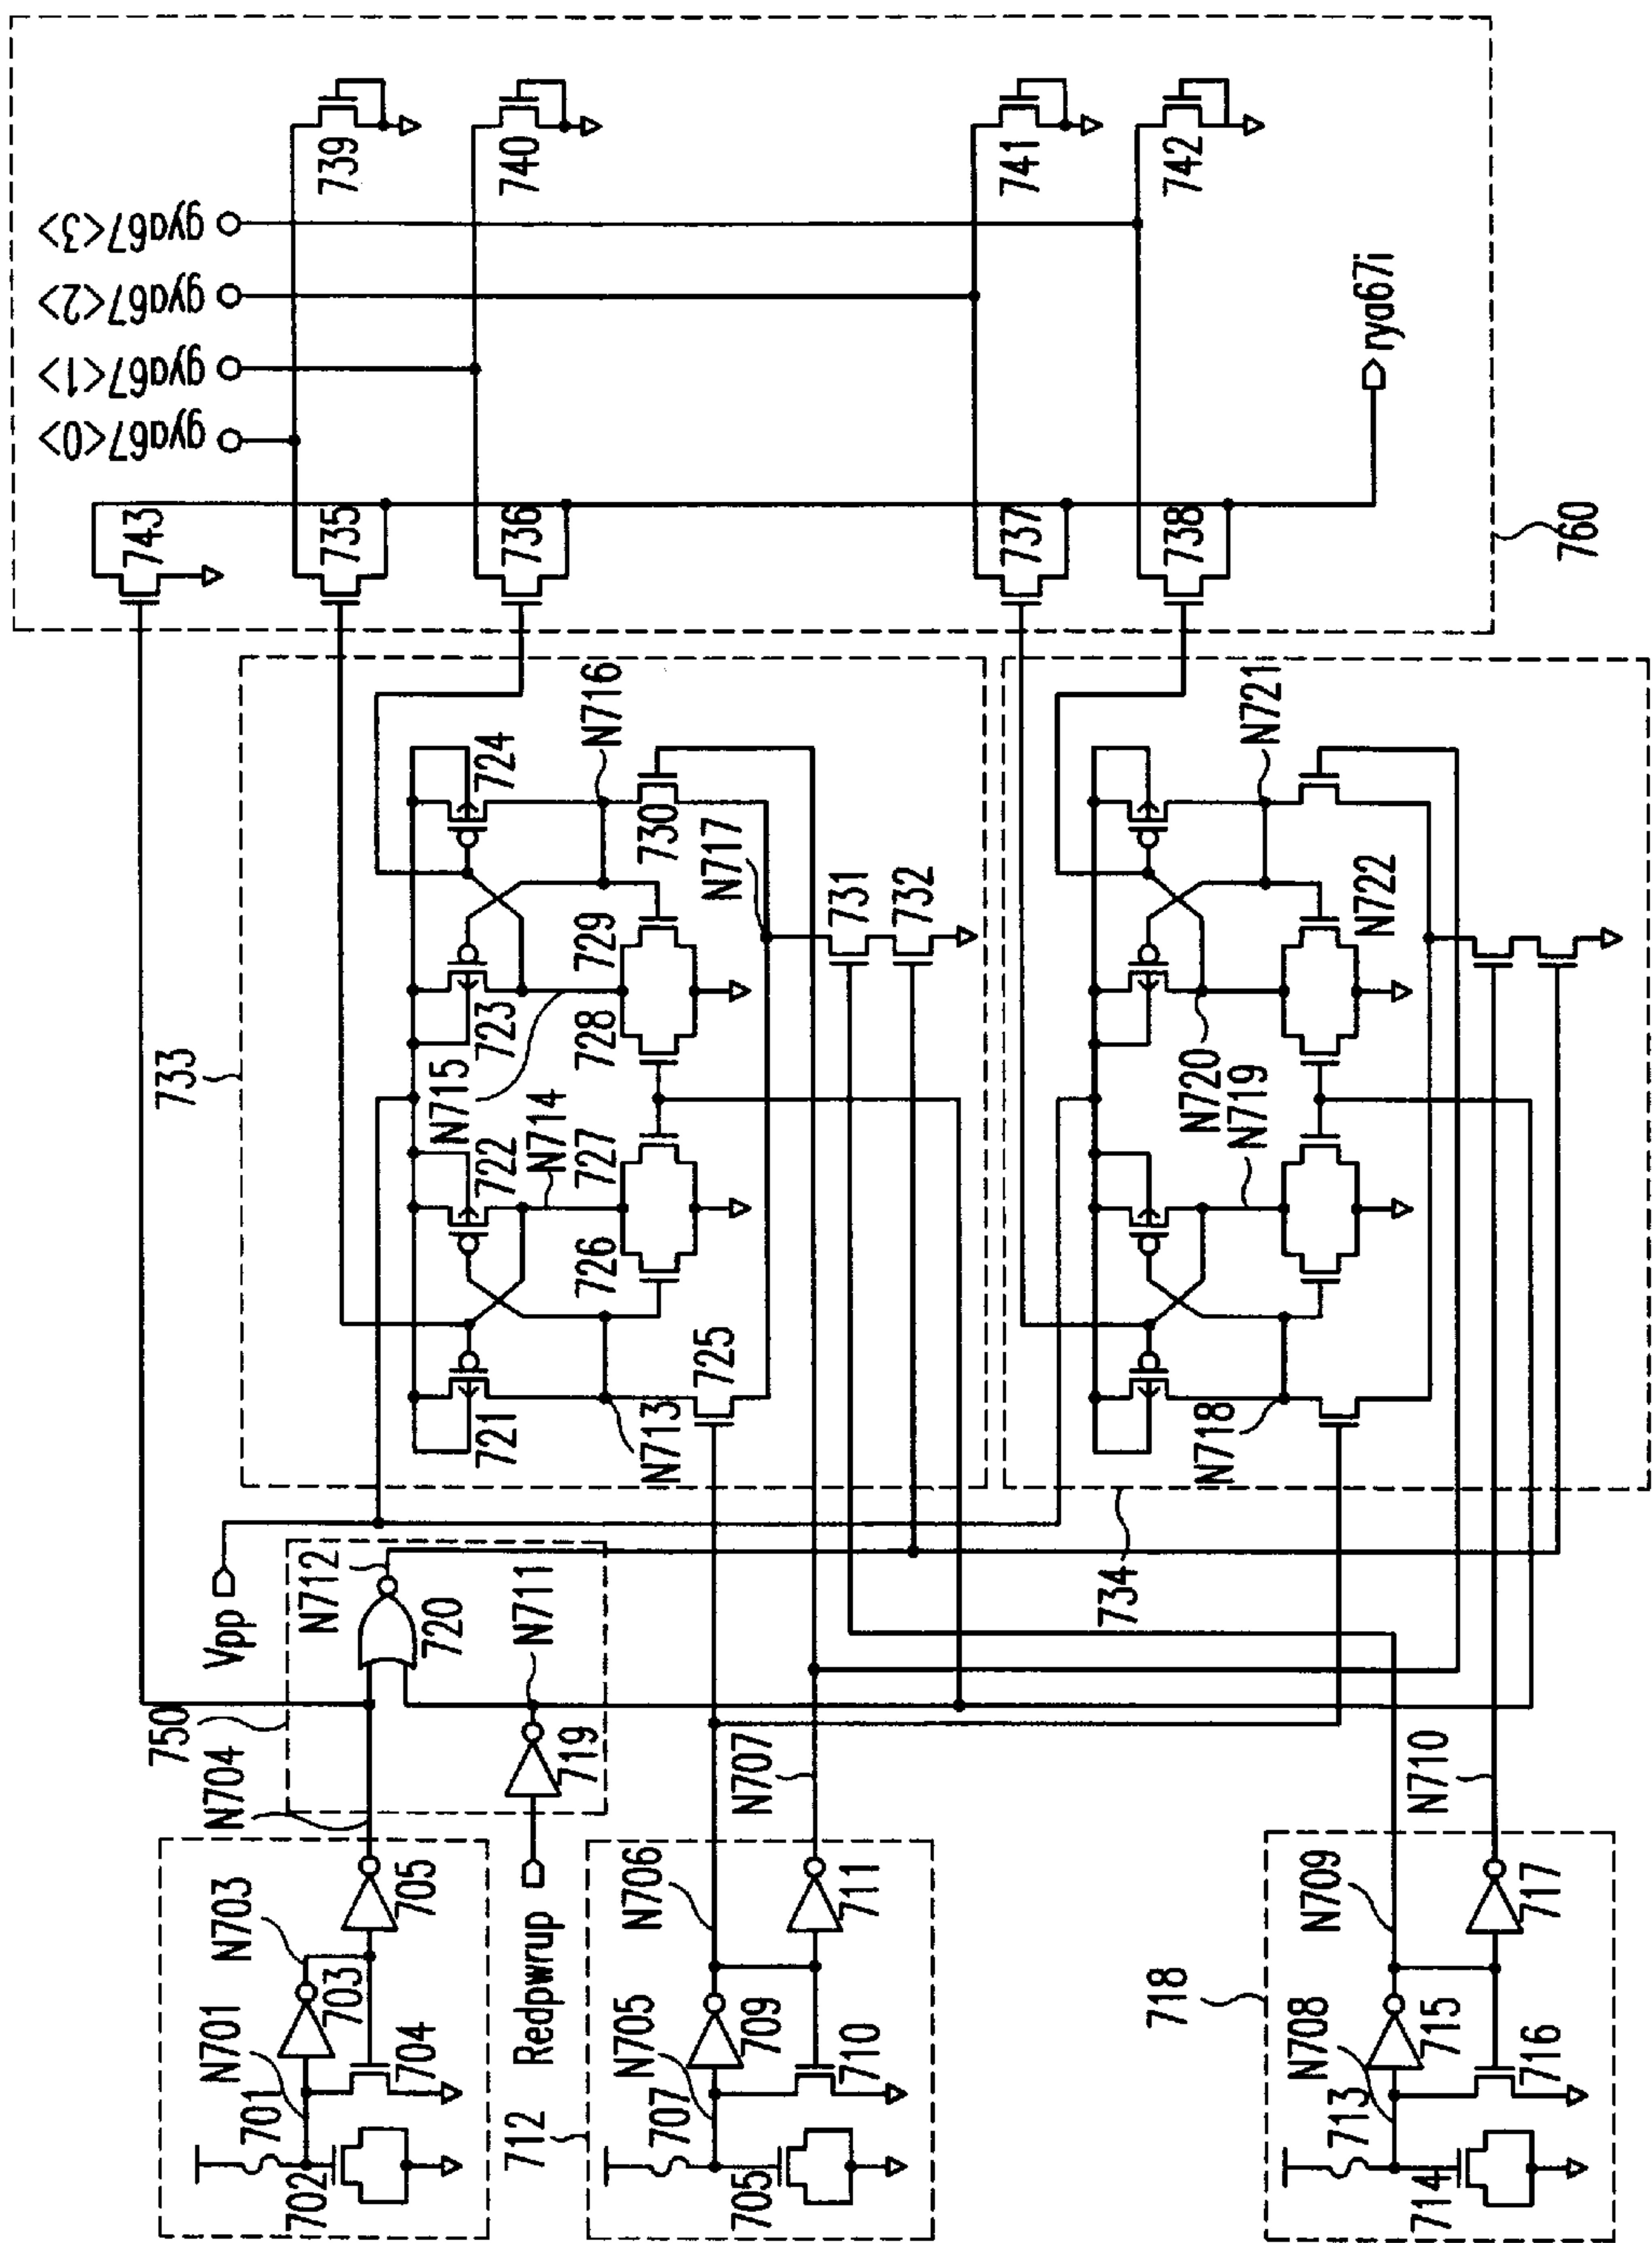 gya67<0>
gya67<1>
gya67<2>
gya67<3>
743
739
735
740
736
741
737
742
738
rya67i
760
733
724
N716
730
N717
731
732
729
728
723
N715
N714
722
727
726
725
721
N713
N721
N722
N720
N719
N718
734
Vpp
N712
720
N711
750
N704
719
Redpwrup
N703
705
703
N701
704
701
702
N707
N706
711
N705
709
710
707
712
705
N710
N709
717
718
N708
715
716
713
714